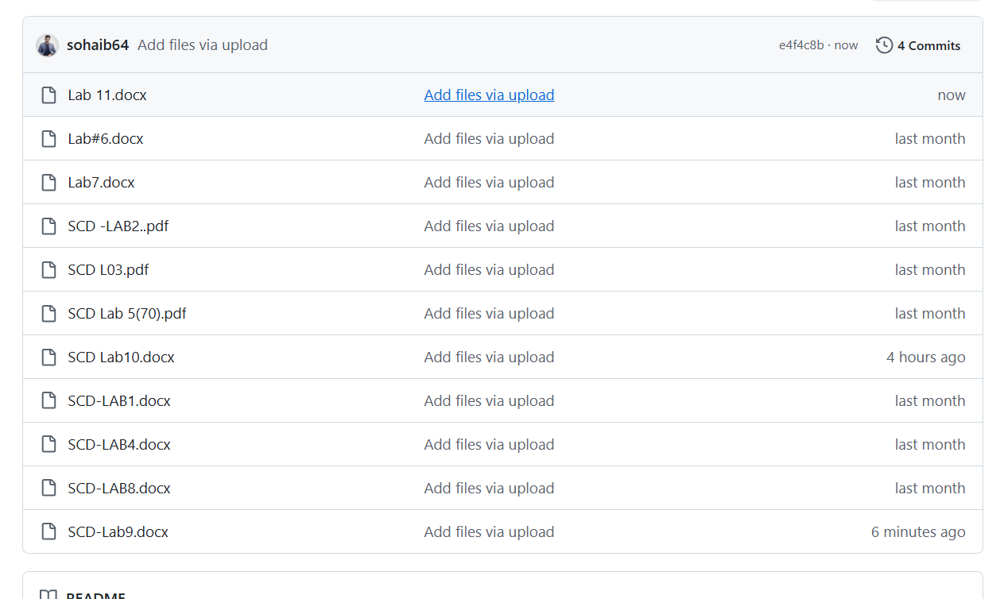 sohaib64 Add files via upload e4f4c8b · now 4 Commits
Lab 11.docx Add files via upload now
Lab#6.docx Add files via upload last month
Lab7.docx Add files via upload last month
SCD -LAB2..pdf Add files via upload last month
SCD L03.pdf Add files via upload last month
SCD Lab 5(70).pdf Add files via upload last month
SCD Lab10.docx Add files via upload 4 hours ago
SCD-LAB1.docx Add files via upload last month
SCD-LAB4.docx Add files via upload last month
SCD-LAB8.docx Add files via upload last month
SCD-Lab9.docx Add files via upload 6 minutes ago
README